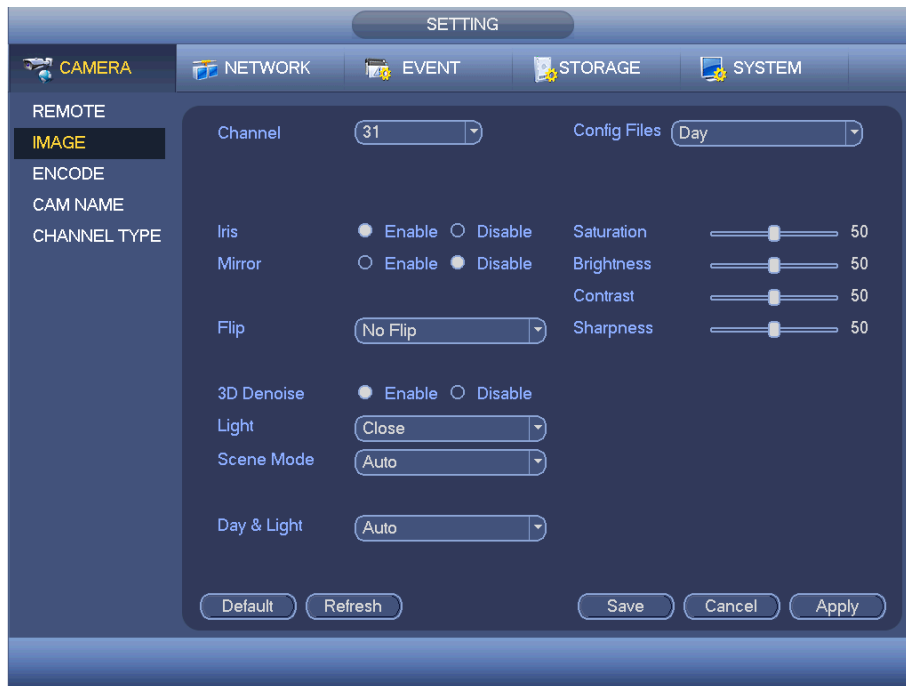 SETTING
CAMERA NETWORK EVENT STORAGE SYSTEM
REMOTE
IMAGE
ENCODE
CAM NAME
CHANNEL TYPE
Channel 31 Config Files Day
Iris Enable Disable Saturation 50
Mirror Enable Disable Brightness 50
Contrast 50
Flip No Flip Sharpness 50
3D Denoise Enable Disable
Light Close
Scene Mode Auto
Day & Light Auto
Default Refresh Save Cancel Apply